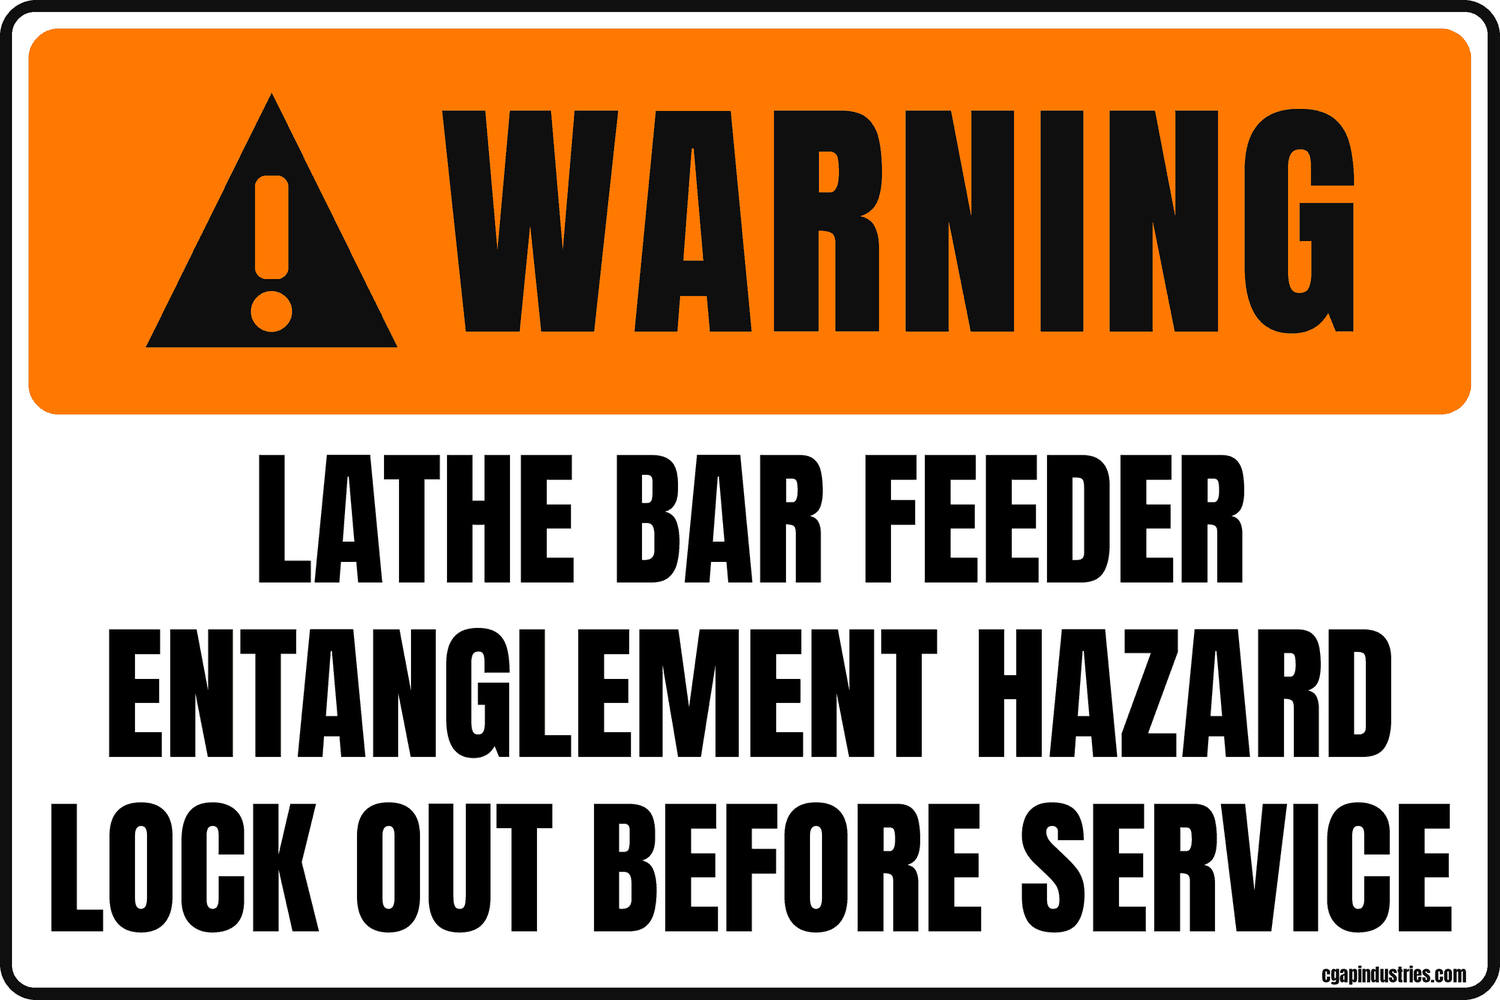 WARNING
LATHE BAR FEEDER
ENTANGLEMENT HAZARD
LOCK OUT BEFORE SERVICE
cgapindustries.com